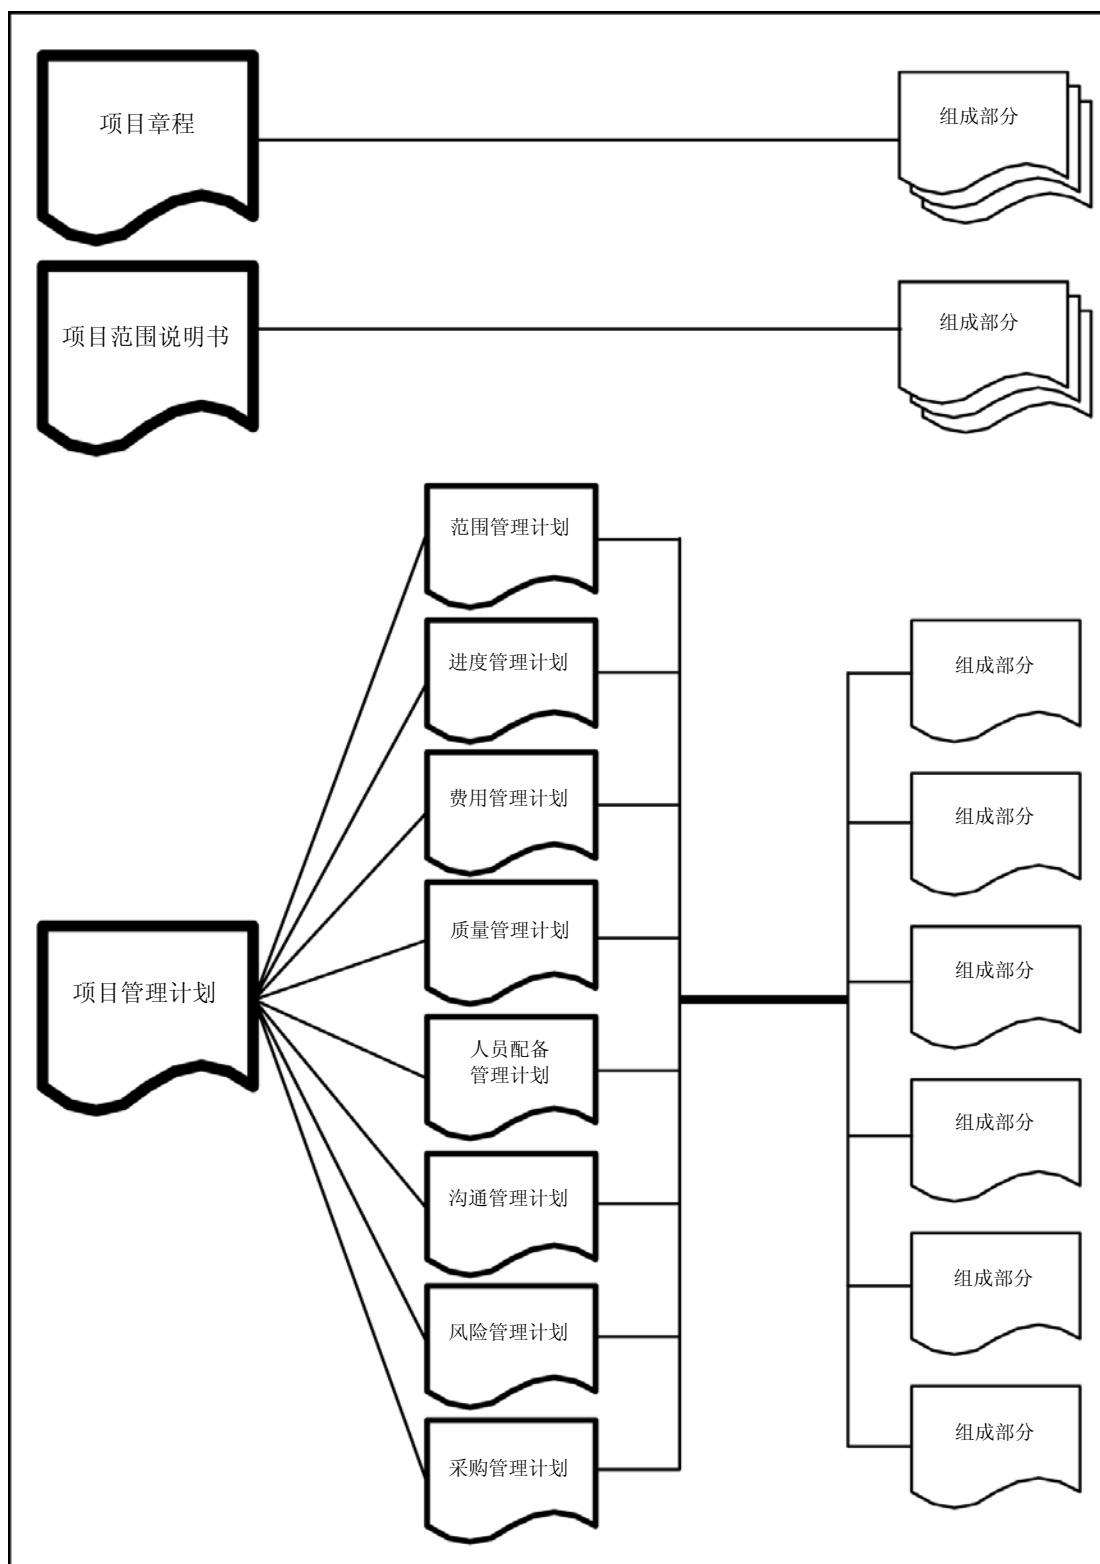 项目章程
组成部分
项目范围说明书
组成部分
范围管理计划
进度管理计划
组成部分
费用管理计划
组成部分
质量管理计划
组成部分
项目管理计划
人员配备
管理计划
组成部分
沟通管理计划
组成部分
风险管理计划
采购管理计划
组成部分